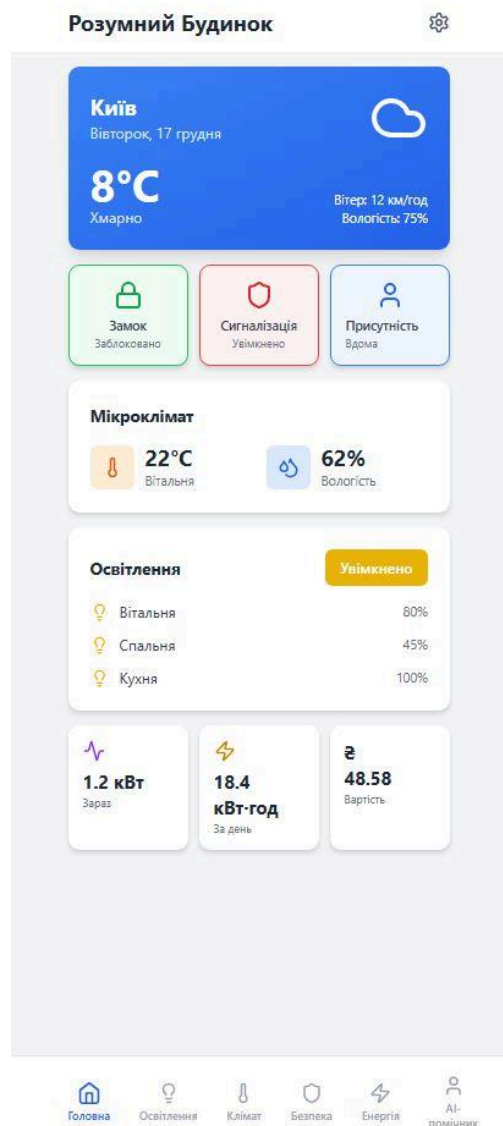 Розумний Будинок
Київ
Вівторок, 17 грудня
8°C
Хмарно
Вітер: 12 км/год
Вологість: 75%
Замок
Заблоковано
Сигналізація
Увімкнено
Присутність
Вдома
Мікроклімат
22°C
Вітальня
62%
Вологість
Освітлення
Увімкнено
Вітальня 80%
Спальня 45%
Кухня 100%
1.2 кВт
Зараз
18.4
кВт·год
За день
₴
48.58
Вартість
Головна
Освітлення
Клімат
Безпека
Енергія
AI-
помічник